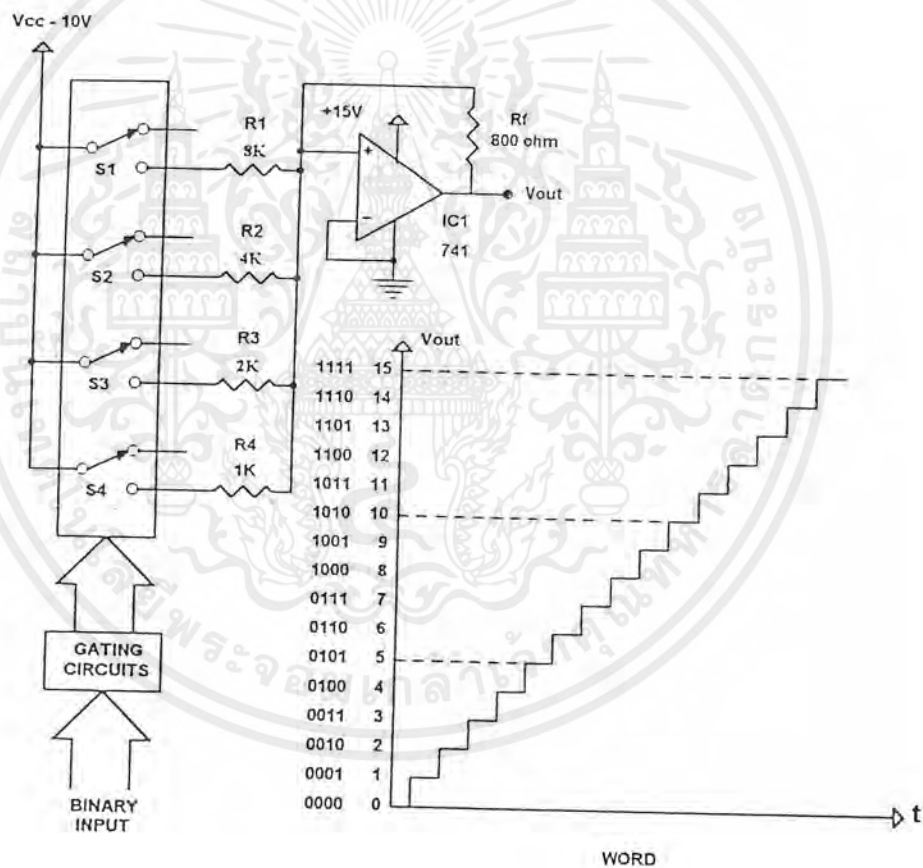 Vcc - 10V
S1
R1
8K
S2
R2
4K
S3
R3
2K
S4
R4
1K
+15V
+
-
IC1
741
Rf
800 ohm
Vout
GATING
CIRCUITS
BINARY
INPUT
Vout
1111 15
1110 14
1101 13
1100 12
1011 11
1010 10
1001 9
1000 8
0111 7
0110 6
0101 5
0100 4
0011 3
0010 2
0001 1
0000 0
t
WORD